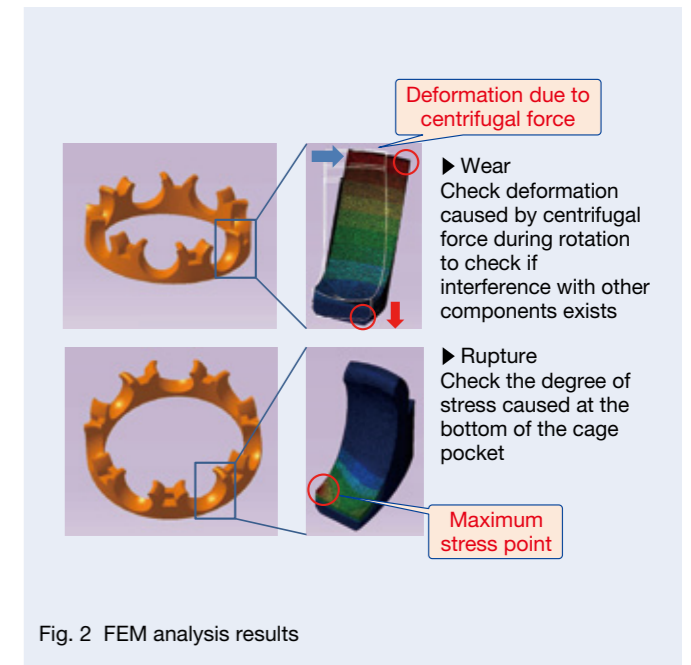 Deformation due to
centrifugal force
▶ Wear
Check deformation
caused by centrifugal
force during rotation
to check if
interference with other
components exists
▶ Rupture
Check the degree of
stress caused at the
bottom of the cage
pocket
Maximum
stress point
Fig. 2 FEM analysis results